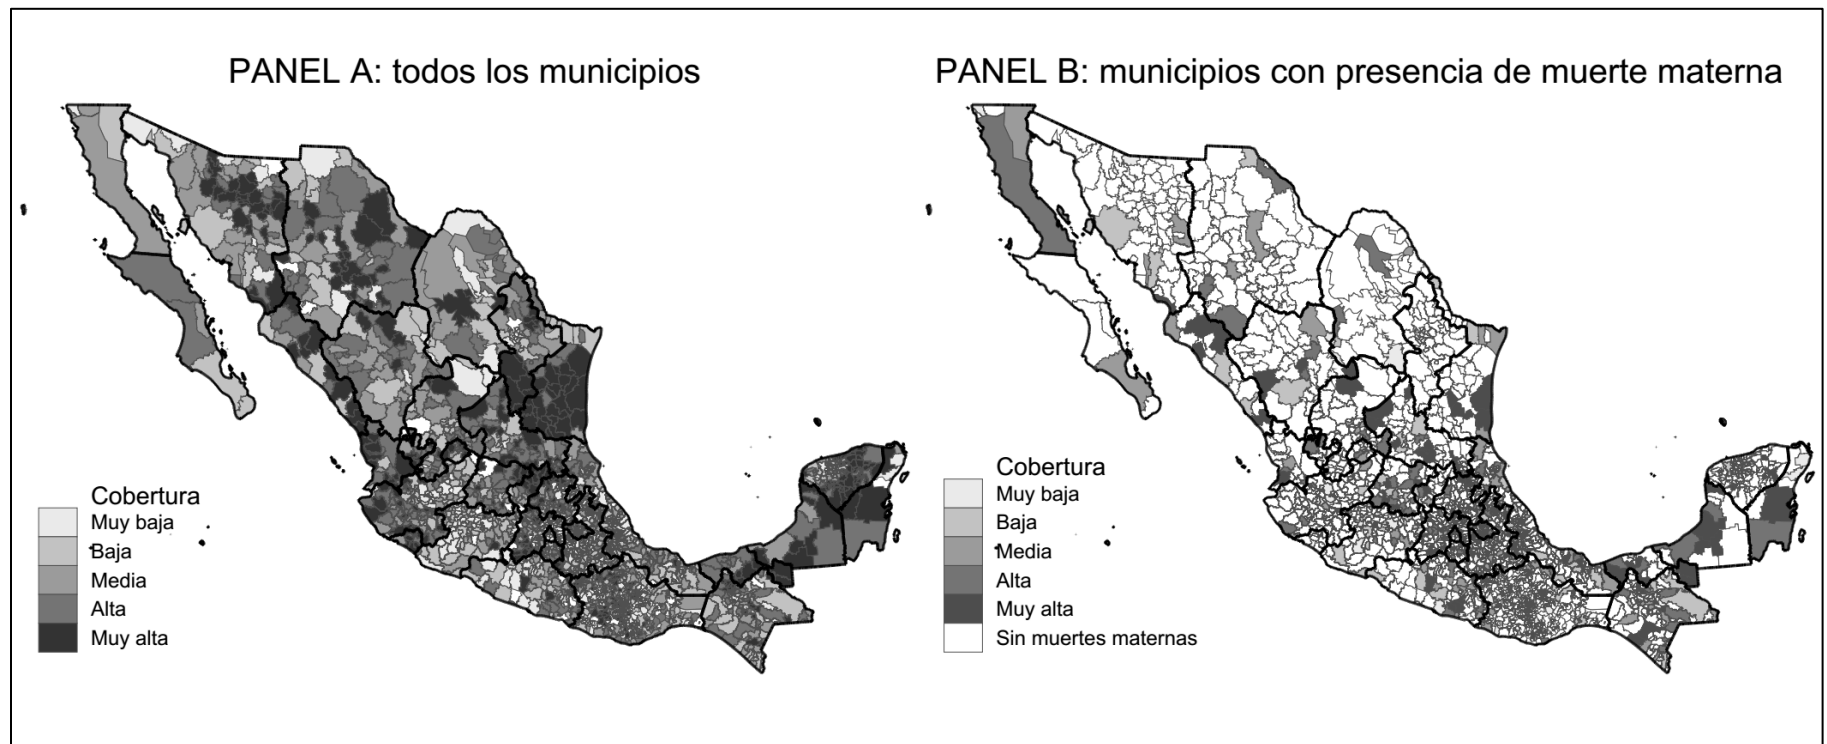 PANEL A: todos los municipios
Cobertura
Muy baja
Baja
Media
Alta
Muy alta
PANEL B: municipios con presencia de muerte materna
Cobertura
Muy baja
Baja
Media
Alta
Muy alta
Sin muertes maternas